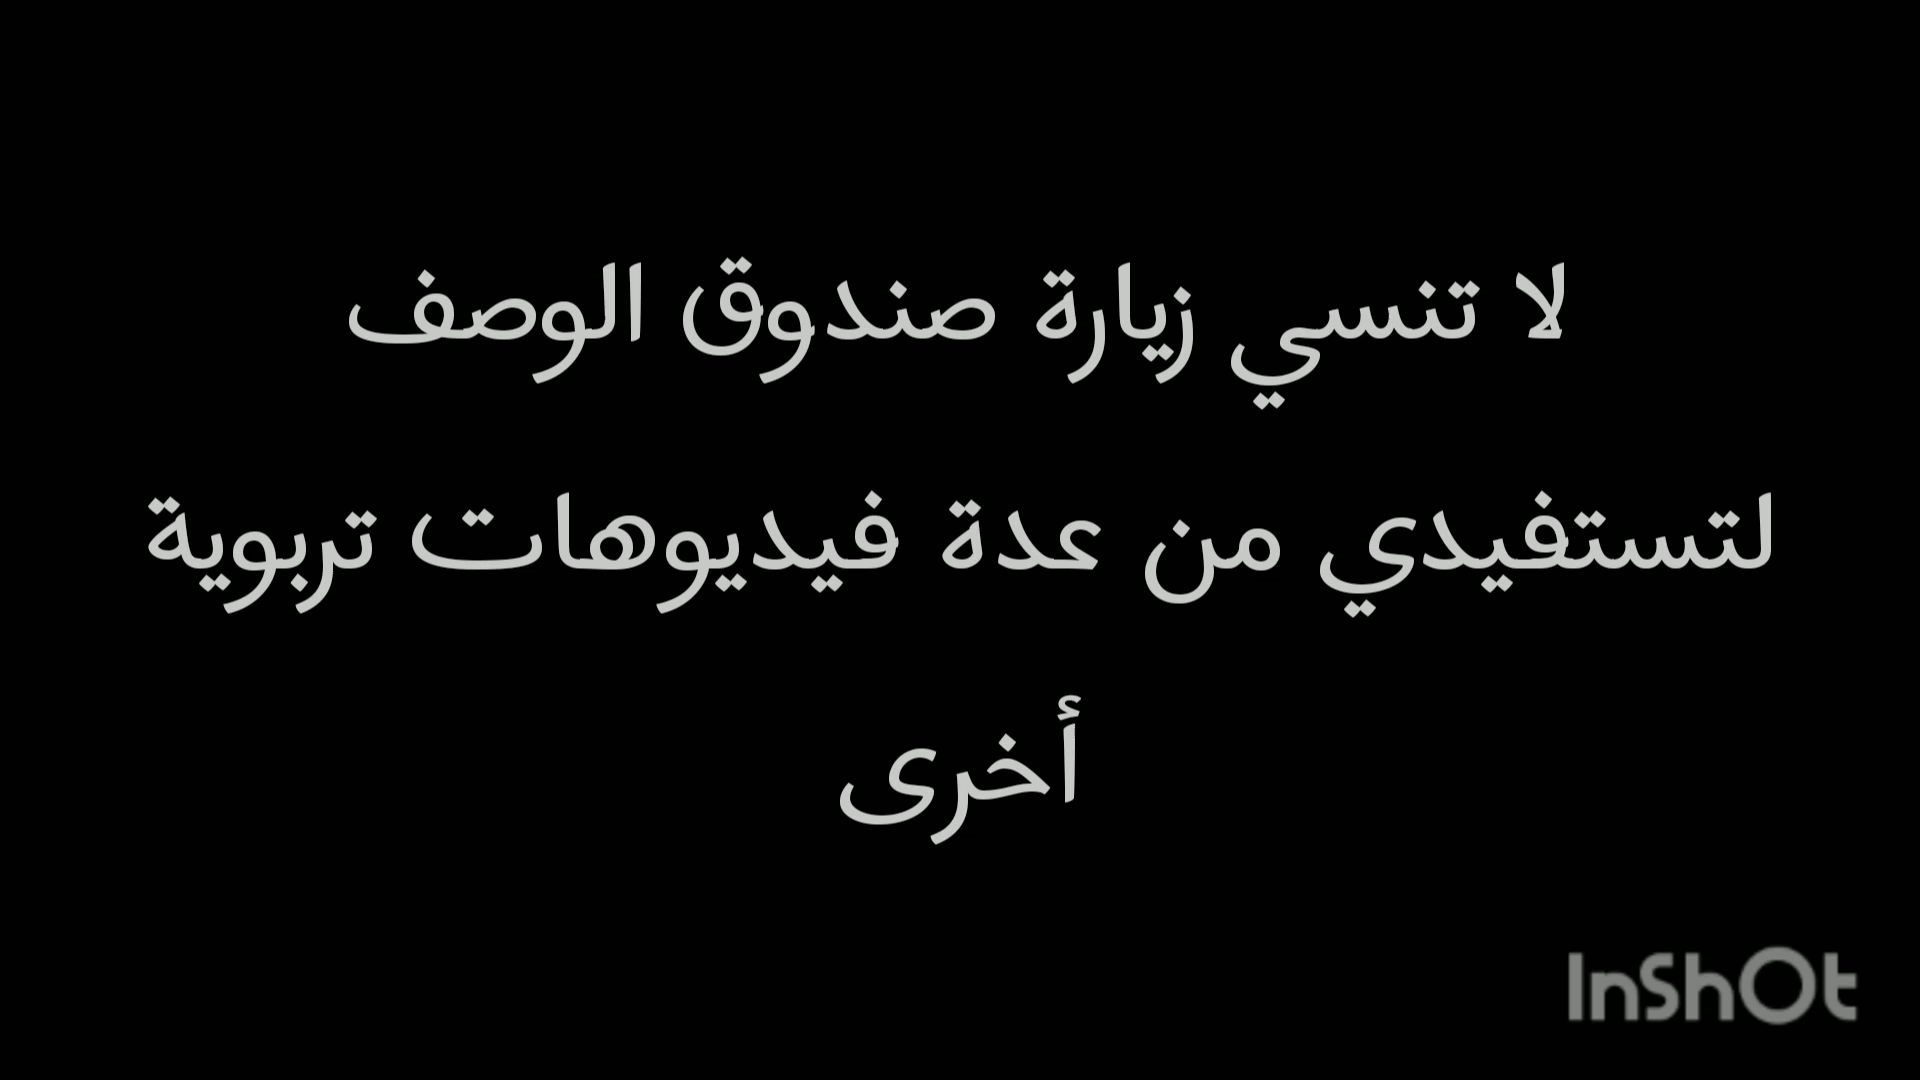 لا تنسي زيارة صندوق الوصف
لتستفيدي من عدة فيديوهات تربوية
أخرى
InShOt